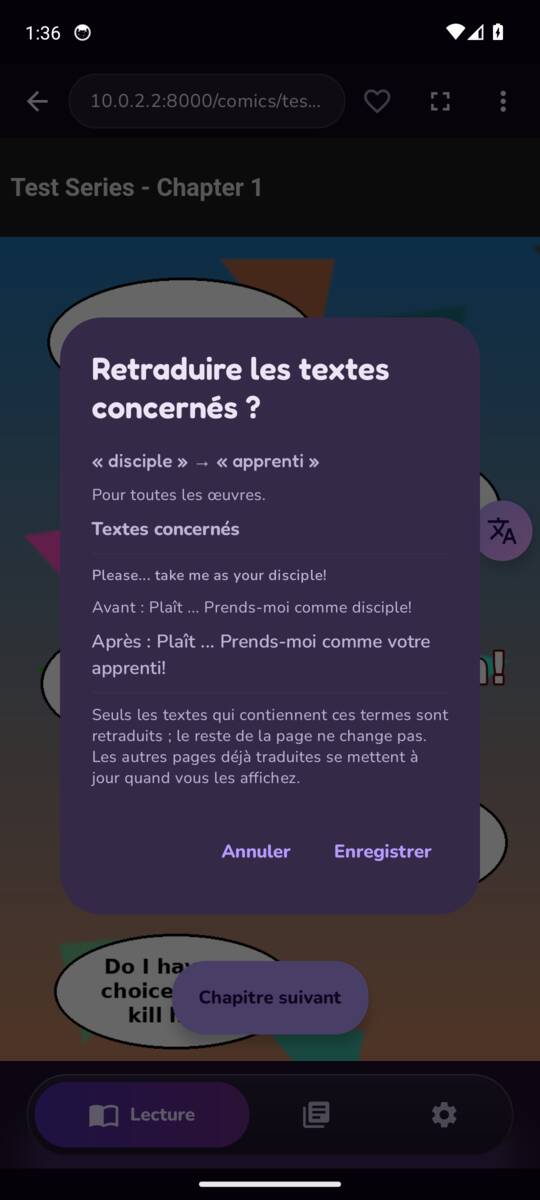 1:36
10.0.2.2:8000/comics/tes...
Test Series - Chapter 1
Retraduire les textes
concernés ?
« disciple » → « apprenti »
Pour toutes les œuvres.
Textes concernés
Please... take me as your disciple!
Avant : Plaît ... Prends-moi comme disciple!
Après : Plaît ... Prends-moi comme votre
apprenti!
Seuls les textes qui contiennent ces termes sont
retraduits ; le reste de la page ne change pas.
Les autres pages déjà traduites se mettent à
jour quand vous les affichez.
Annuler Enregistrer
Do I
choice
kill
Chapitre suivant
Lecture